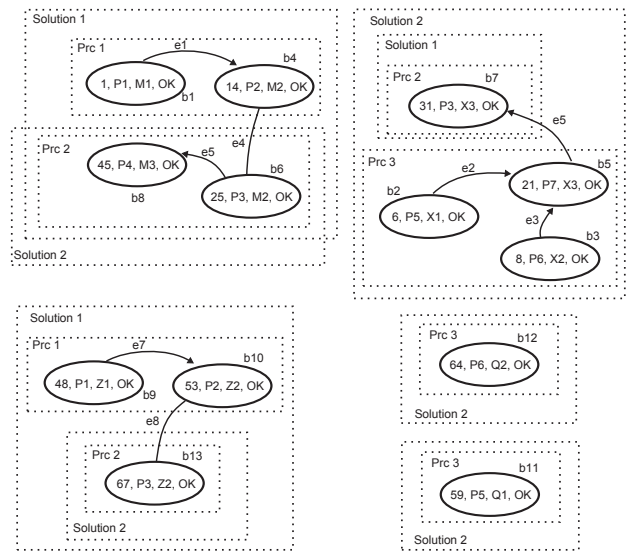 Solution 1
Prc 1
e1
b4
1, P1, M1, OK
14, P2, M2, OK
b1
e4
Prc 2
e5
b6
45, P4, M3, OK
25, P3, M2, OK
b8
Solution 2
Solution 2
Solution 1
Prc 2
b7
31, P3, X3, OK
e5
Prc 3
b5
e2
b2
21, P7, X3, OK
6, P5, X1, OK
e3
b3
8, P6, X2, OK
Solution 1
Prc 1
e7
b10
48, P1, Z1, OK
53, P2, Z2, OK
b9
e8
b13
Prc 2
67, P3, Z2, OK
Solution 2
Prc 3
b12
64, P6, Q2, OK
Solution 2
Prc 3
b11
59, P5, Q1, OK
Solution 2